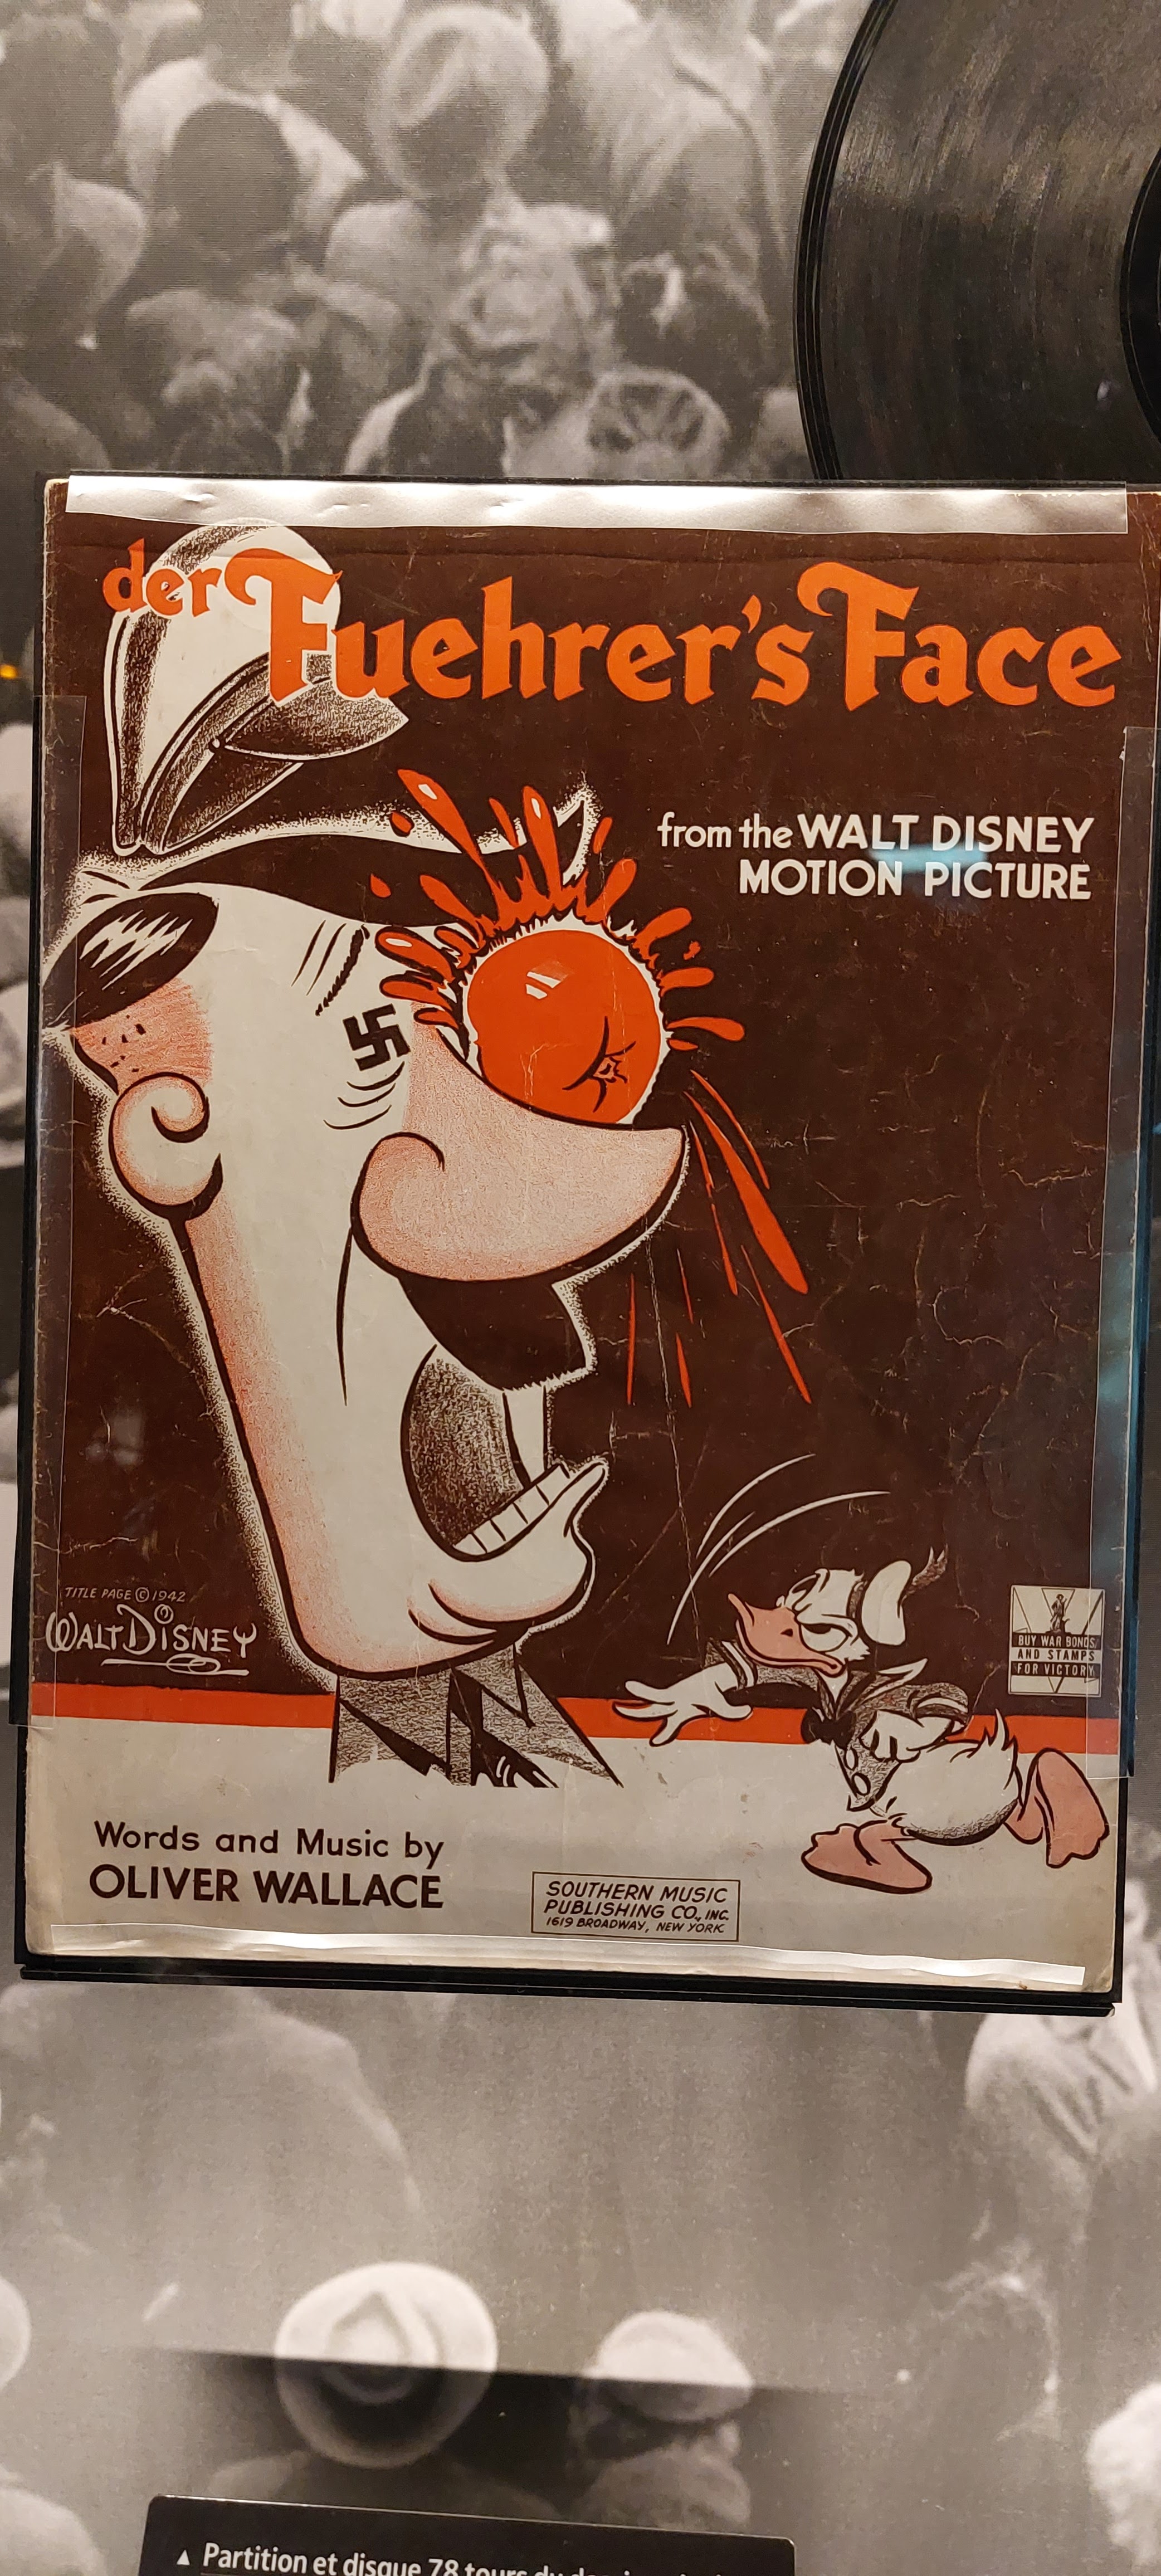 der Fuehrer's Face
from the WALT DISNEY
MOTION PICTURE
TITLE PAGE © 1942
WALT DISNEY
BUY WAR BONDS
AND STAMPS
FOR VICTORY
Words and Music by
OLIVER WALLACE
SOUTHERN MUSIC
PUBLISHING CO., INC.
1619 BROADWAY, NEW YORK
▲ Partition et disque 78 tours du